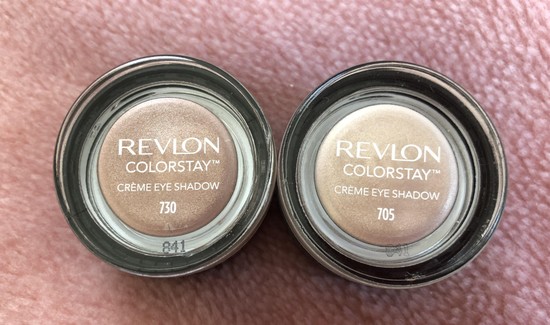 REVLON
COLORSTAY™
CRÈME EYE SHADOW
730
841
REVLON
COLORSTAY™
CRÈME EYE SHADOW
705